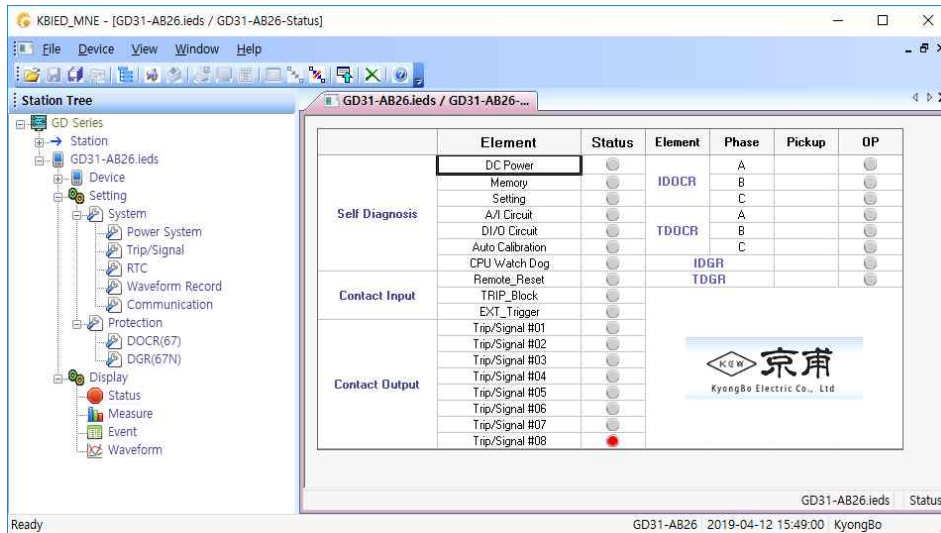 KBIED_MNE - [GD31-AB26.ieds / GD31-AB26-Status]
File Device View Window Help
Station Tree
GD31-AB26.ieds / GD31-AB26-...
GD Series
Station
GD31-AB26.ieds
Device
Setting
System
Power System
Trip/Signal
RTC
Waveform Record
Communication
Protection
DOCR(67)
DGR(67N)
Display
Status
Measure
Event
Waveform
Element Status Element Phase Pickup OP
Self Diagnosis
DC Power
Memory
Setting
A/I Circuit
DI/O Circuit
Auto Calibration
CPU Watch Dog
Contact Input
Remote_Reset
TRIP_Block
EXT_Trigger
Contact Output
Trip/Signal #01
Trip/Signal #02
Trip/Signal #03
Trip/Signal #04
Trip/Signal #05
Trip/Signal #06
Trip/Signal #07
Trip/Signal #08
IDOCR
A
B
C
TDOCR
A
B
C
IDGR
TDGR
京甫
KyongBo Electric Co., Ltd
GD31-AB26.ieds Status
Ready GD31-AB26 2019-04-12 15:49:00 KyongBo